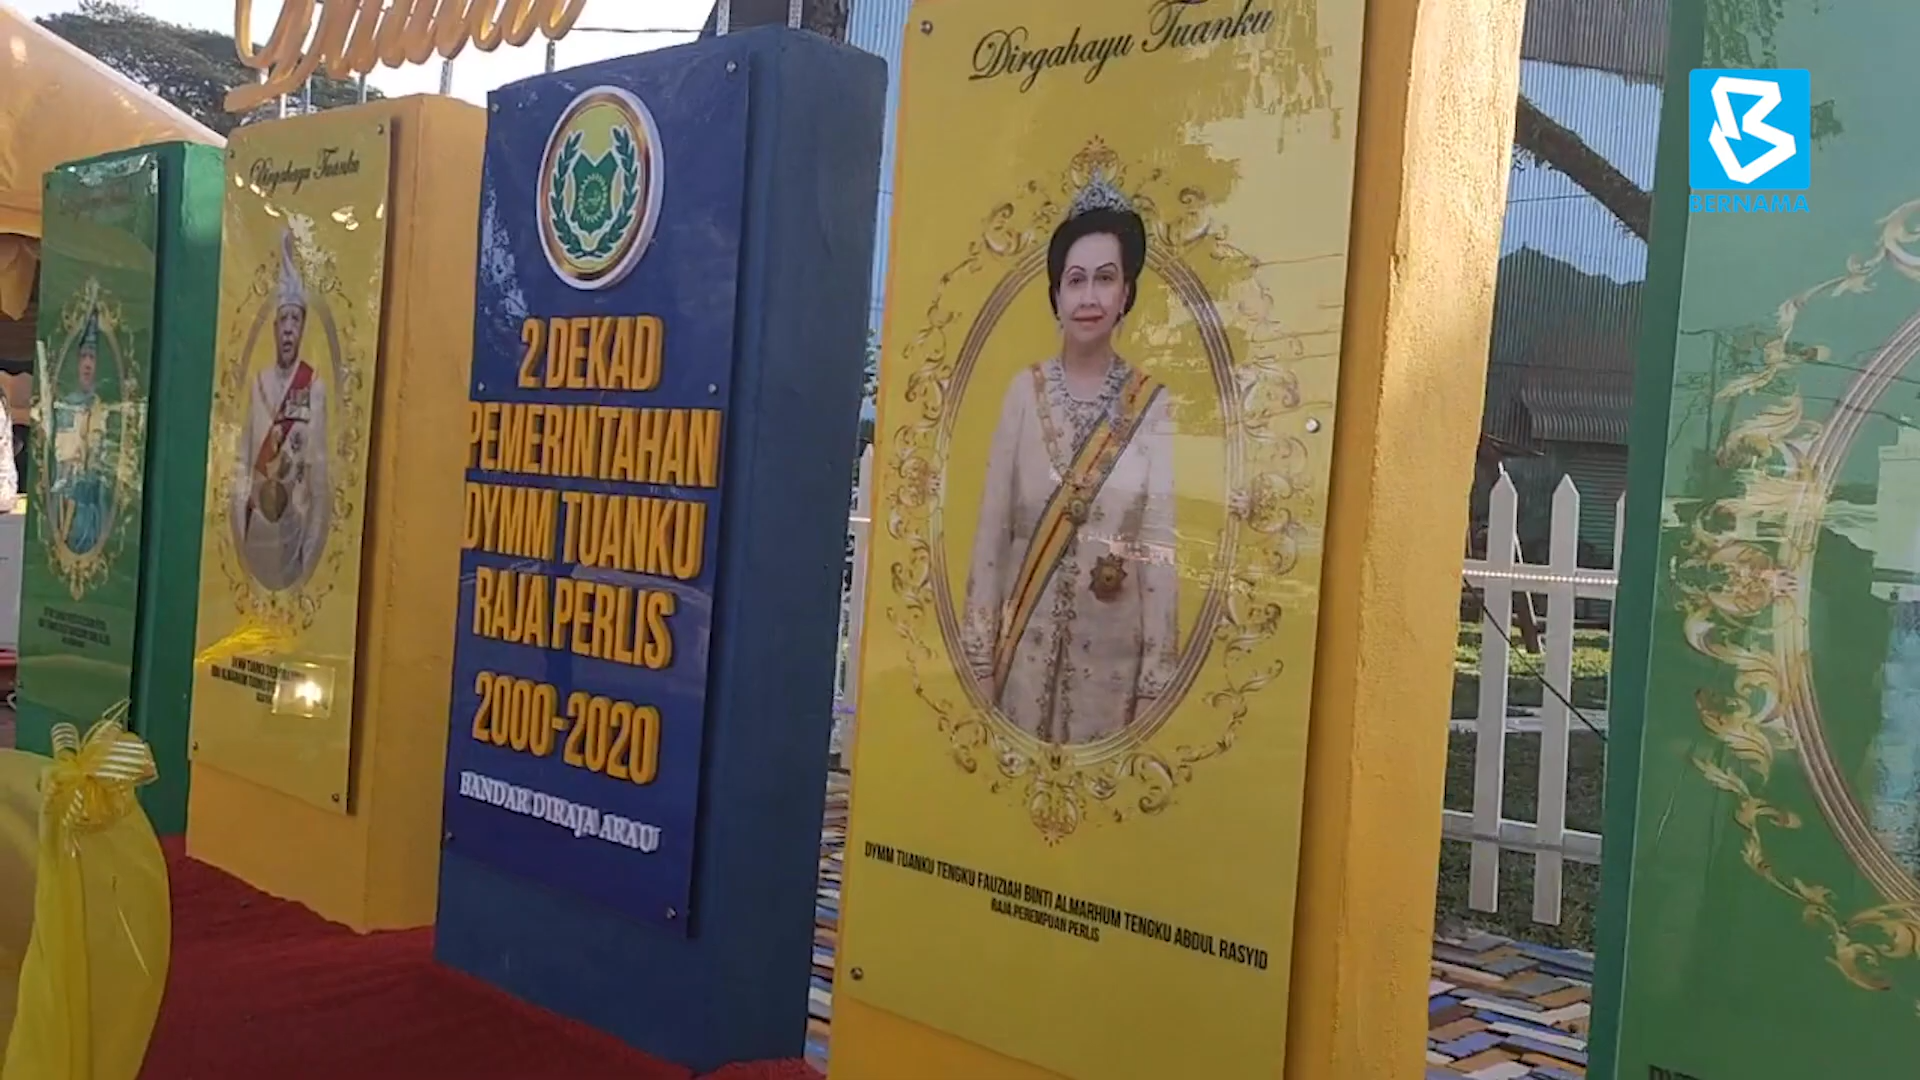 Dirgahayu Tuanku
2 DEKAD
PEMERINTAHAN
DYMM TUANKU
RAJA PERLIS
2000-2020
BANDAR DIRAJA ARAU
Dirgahayu Tuanku
DYMM TUANKU TENGKU FAUZIAH BINTI ALMARHUM TENGKU ABDUL RASYID
RAJA PEREMPUAN PERLIS
BERNAMA